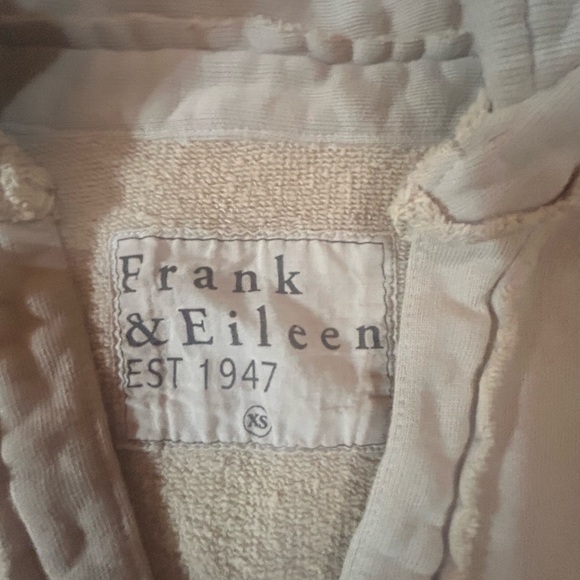 Frank
&Eileen
EST 1947
XS